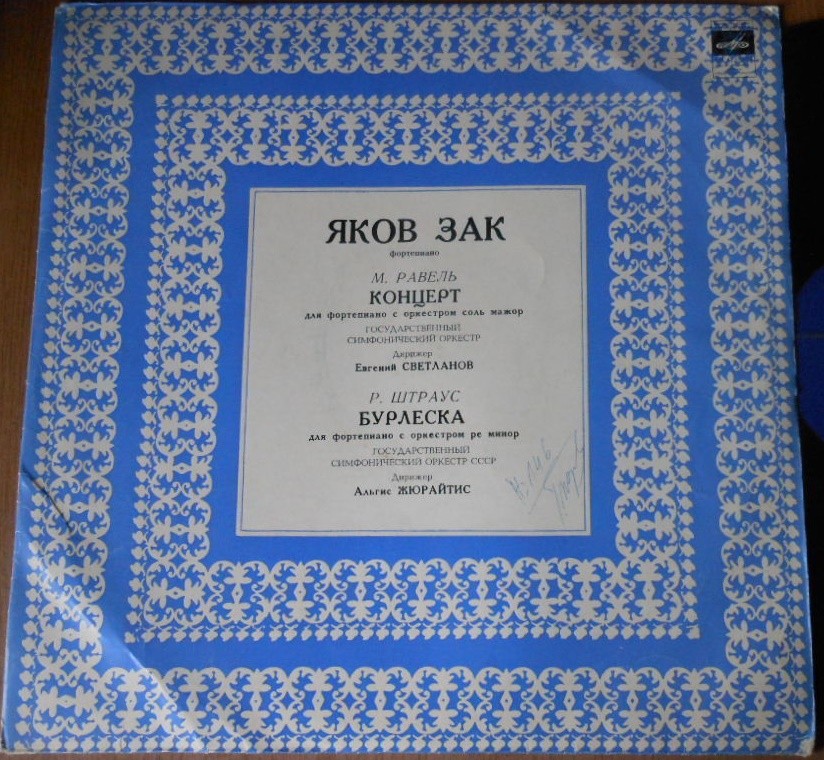 ЯКОВ ЗАК
фортепиано
М. РАВЕЛЬ
КОНЦЕРТ
для фортепиано с оркестром соль мажор
ГОСУДАРСТВЕННЫЙ
СИМФОНИЧЕСКИЙ ОРКЕСТР
Дирижер
Евгений СВЕТЛАНОВ
Р. ШТРАУС
БУРЛЕСКА
для фортепиано с оркестром ре минор
ГОСУДАРСТВЕННЫЙ
СИМФОНИЧЕСКИЙ ОРКЕСТР СССР
Дирижер
Альгис ЖЮРАЙТИС